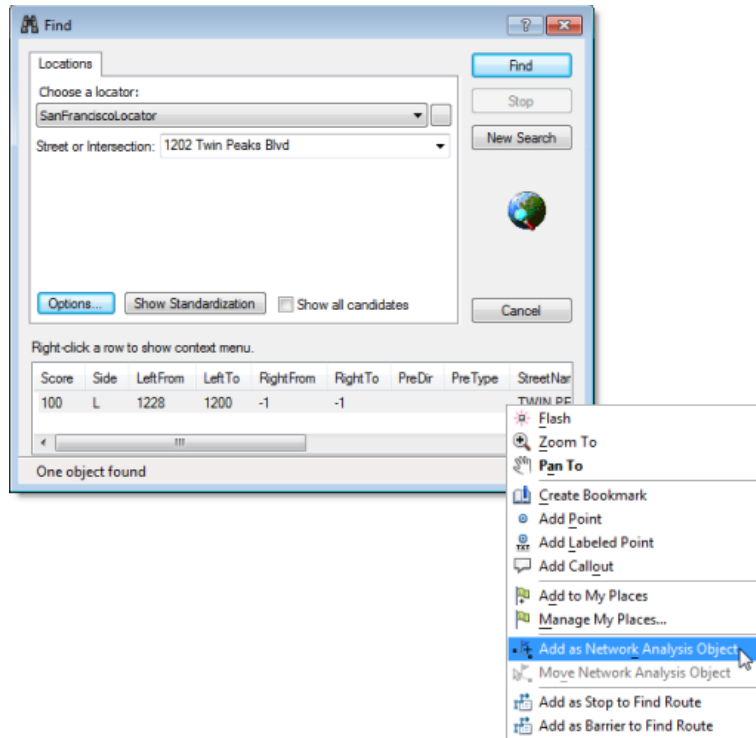 Find
Locations
Find
Choose a locator:
Stop
SanFranciscoLocator
New Search
Street or Intersection: 1202 Twin Peaks Blvd
Options... Show Standardization Show all candidates
Cancel
Right-click a row to show context menu.
Score Side LeftFrom LeftTo RightFrom RightTo PreDir PreType StreetNar
100 L 1228 1200 -1 -1 TWIN PE
One object found
Flash
Zoom To
Pan To
Create Bookmark
Add Point
Add Labeled Point
Add Callout
Add to My Places
Manage My Places...
Add as Network Analysis Object
Move Network Analysis Object
Add as Stop to Find Route
Add as Barrier to Find Route